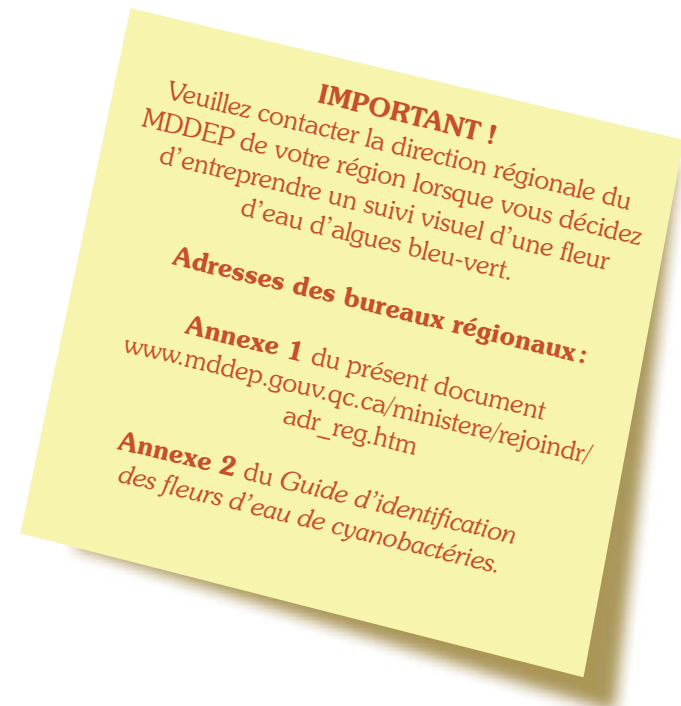 IMPORTANT !
Veuillez contacter la direction régionale du
MDDEP de votre région lorsque vous décidez
d'entreprendre un suivi visuel d'une fleur
d'eau d'algues bleu-vert.
Adresses des bureaux régionaux :
Annexe 1 du présent document
www.mddep.gouv.qc.ca/ministere/rejoindr/
adr_reg.htm
Annexe 2 du Guide d'identification
des fleurs d'eau de cyanobactéries.